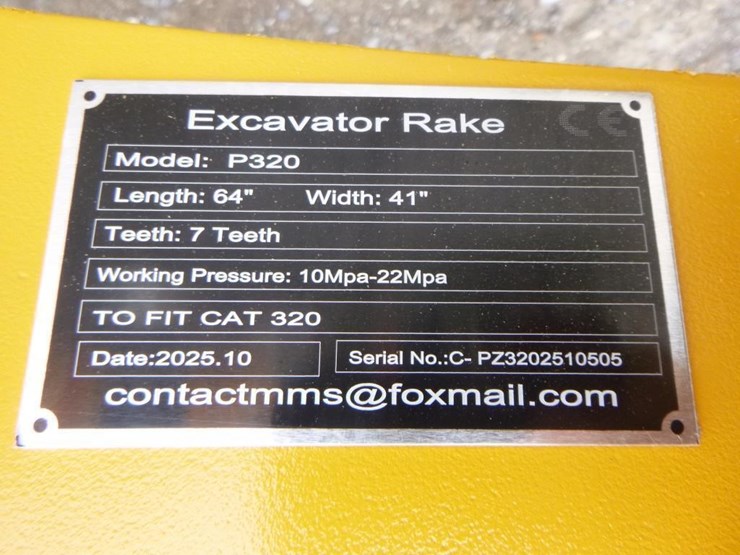 Excavator Rake CE
Model: P320
Length: 64" Width: 41"
Teeth: 7 Teeth
Working Pressure: 10Mpa-22Mpa
TO FIT CAT 320
Date:2025.10 Serial No.:C- PZ3202510505
contactmms@foxmail.com